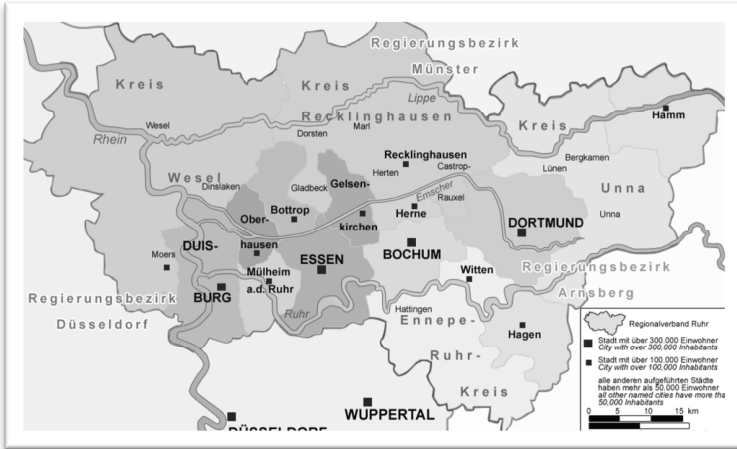 Regierungsbezirk
Münster
Kreis
Kreis
Recklinghausen
Lippe
Hamm
Rhein
Wesel
Dorsten
Marl
Kreis
Bergkamen
Lünen
Recklinghausen
Castrop-
Rauxel
Herten
Wesel
Dinslaken
Gladbeck
Gelsen-
kirchen
Unna
Unna
Bottrop
Ober-
hausen
Emscher
Herne
DORTMUND
DUIS-
BURG
Moers
ESSEN
BOCHUM
Mülheim
a.d. Ruhr
Witten
Regierungsbezirk
Arnsberg
Regierungsbezirk
Düsseldorf
Ruhr
Hattingen
Ennepe-
Ruhr-
Kreis
Hagen
WUPPERTAL
DÜSSELDORF
Regionalverband Ruhr
Stadt mit über 300.000 Einwohner
City with over 300,000 Inhabitants
Stadt mit über 100.000 Einwohner
City with over 100,000 Inhabitants
alle anderen aufgeführten Städte
haben mehr als 50.000 Einwohner
all other named cities have more tha
50,000 Inhabitants
0 5 10 15 km